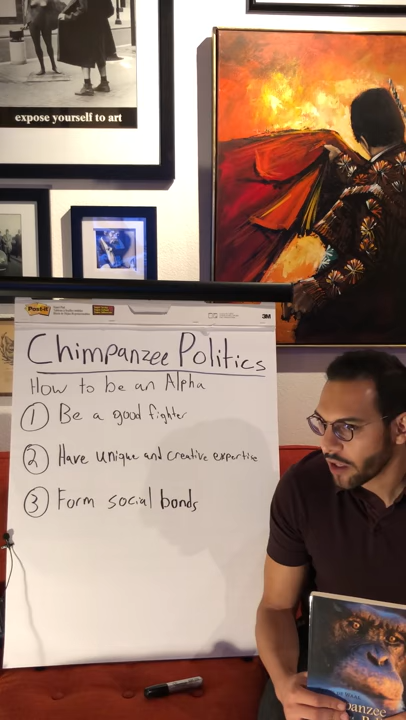 expose yourself to art
Post-it
3M
Chimpanzee Politics
How to be an Alpha
1 Be a good fighter
2 Have unique and creative expertise
3 Form social bonds
panzee